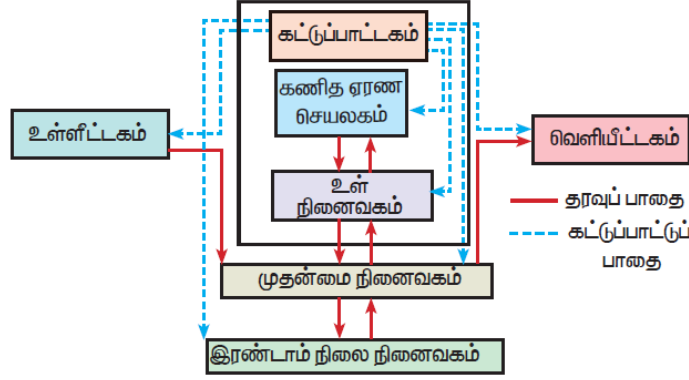 கட்டுப்பாட்டகம்
கணித ஏரண
செயலகம்
உள்ளீட்டகம்
வெளியீட்டகம்
உள்
நினைவகம்
தரவுப் பாதை
கட்டுப்பாட்டுப்
பாதை
முதன்மை நினைவகம்
இரண்டாம் நிலை நினைவகம்